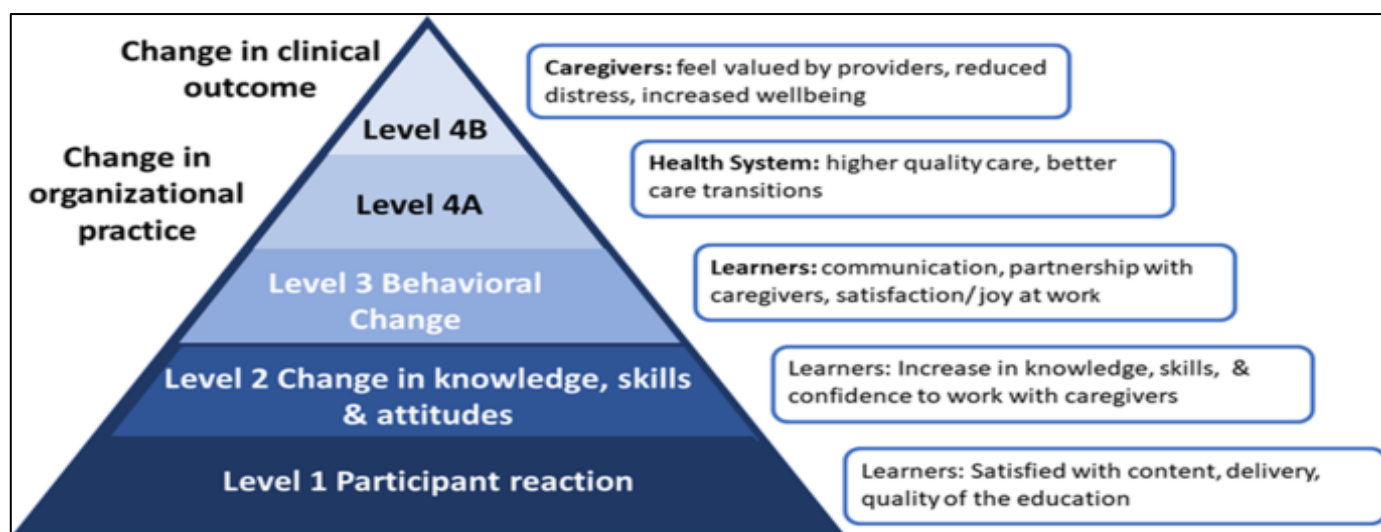 Change in clinical
outcome
Caregivers: feel valued by providers, reduced
distress, increased wellbeing
Level 4B
Change in
organizational
practice
Health System: higher quality care, better
care transitions
Level 4A
Learners: communication, partnership with
caregivers, satisfaction/joy at work
Level 3 Behavioral
Change
Learners: Increase in knowledge, skills, &
confidence to work with caregivers
Level 2 Change in knowledge, skills
& attitudes
Learners: Satisfied with content, delivery,
quality of the education
Level 1 Participant reaction